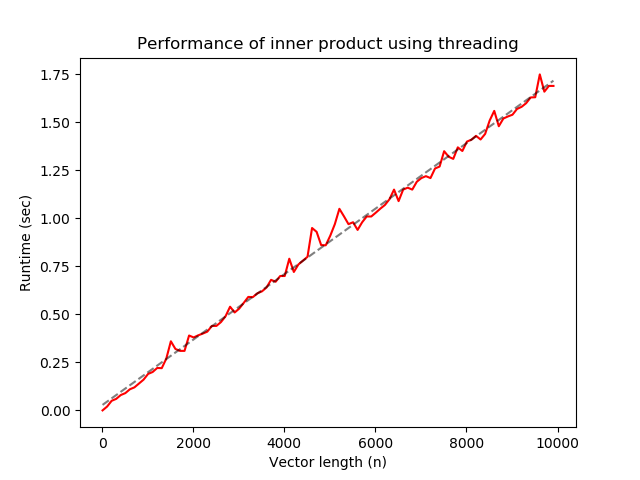 Performance of inner product using threading
1.75
1.50
1.25
1.00
0.75
0.50
0.25
0.00
Runtime (sec)
0 2000 4000 6000 8000 10000
Vector length (n)